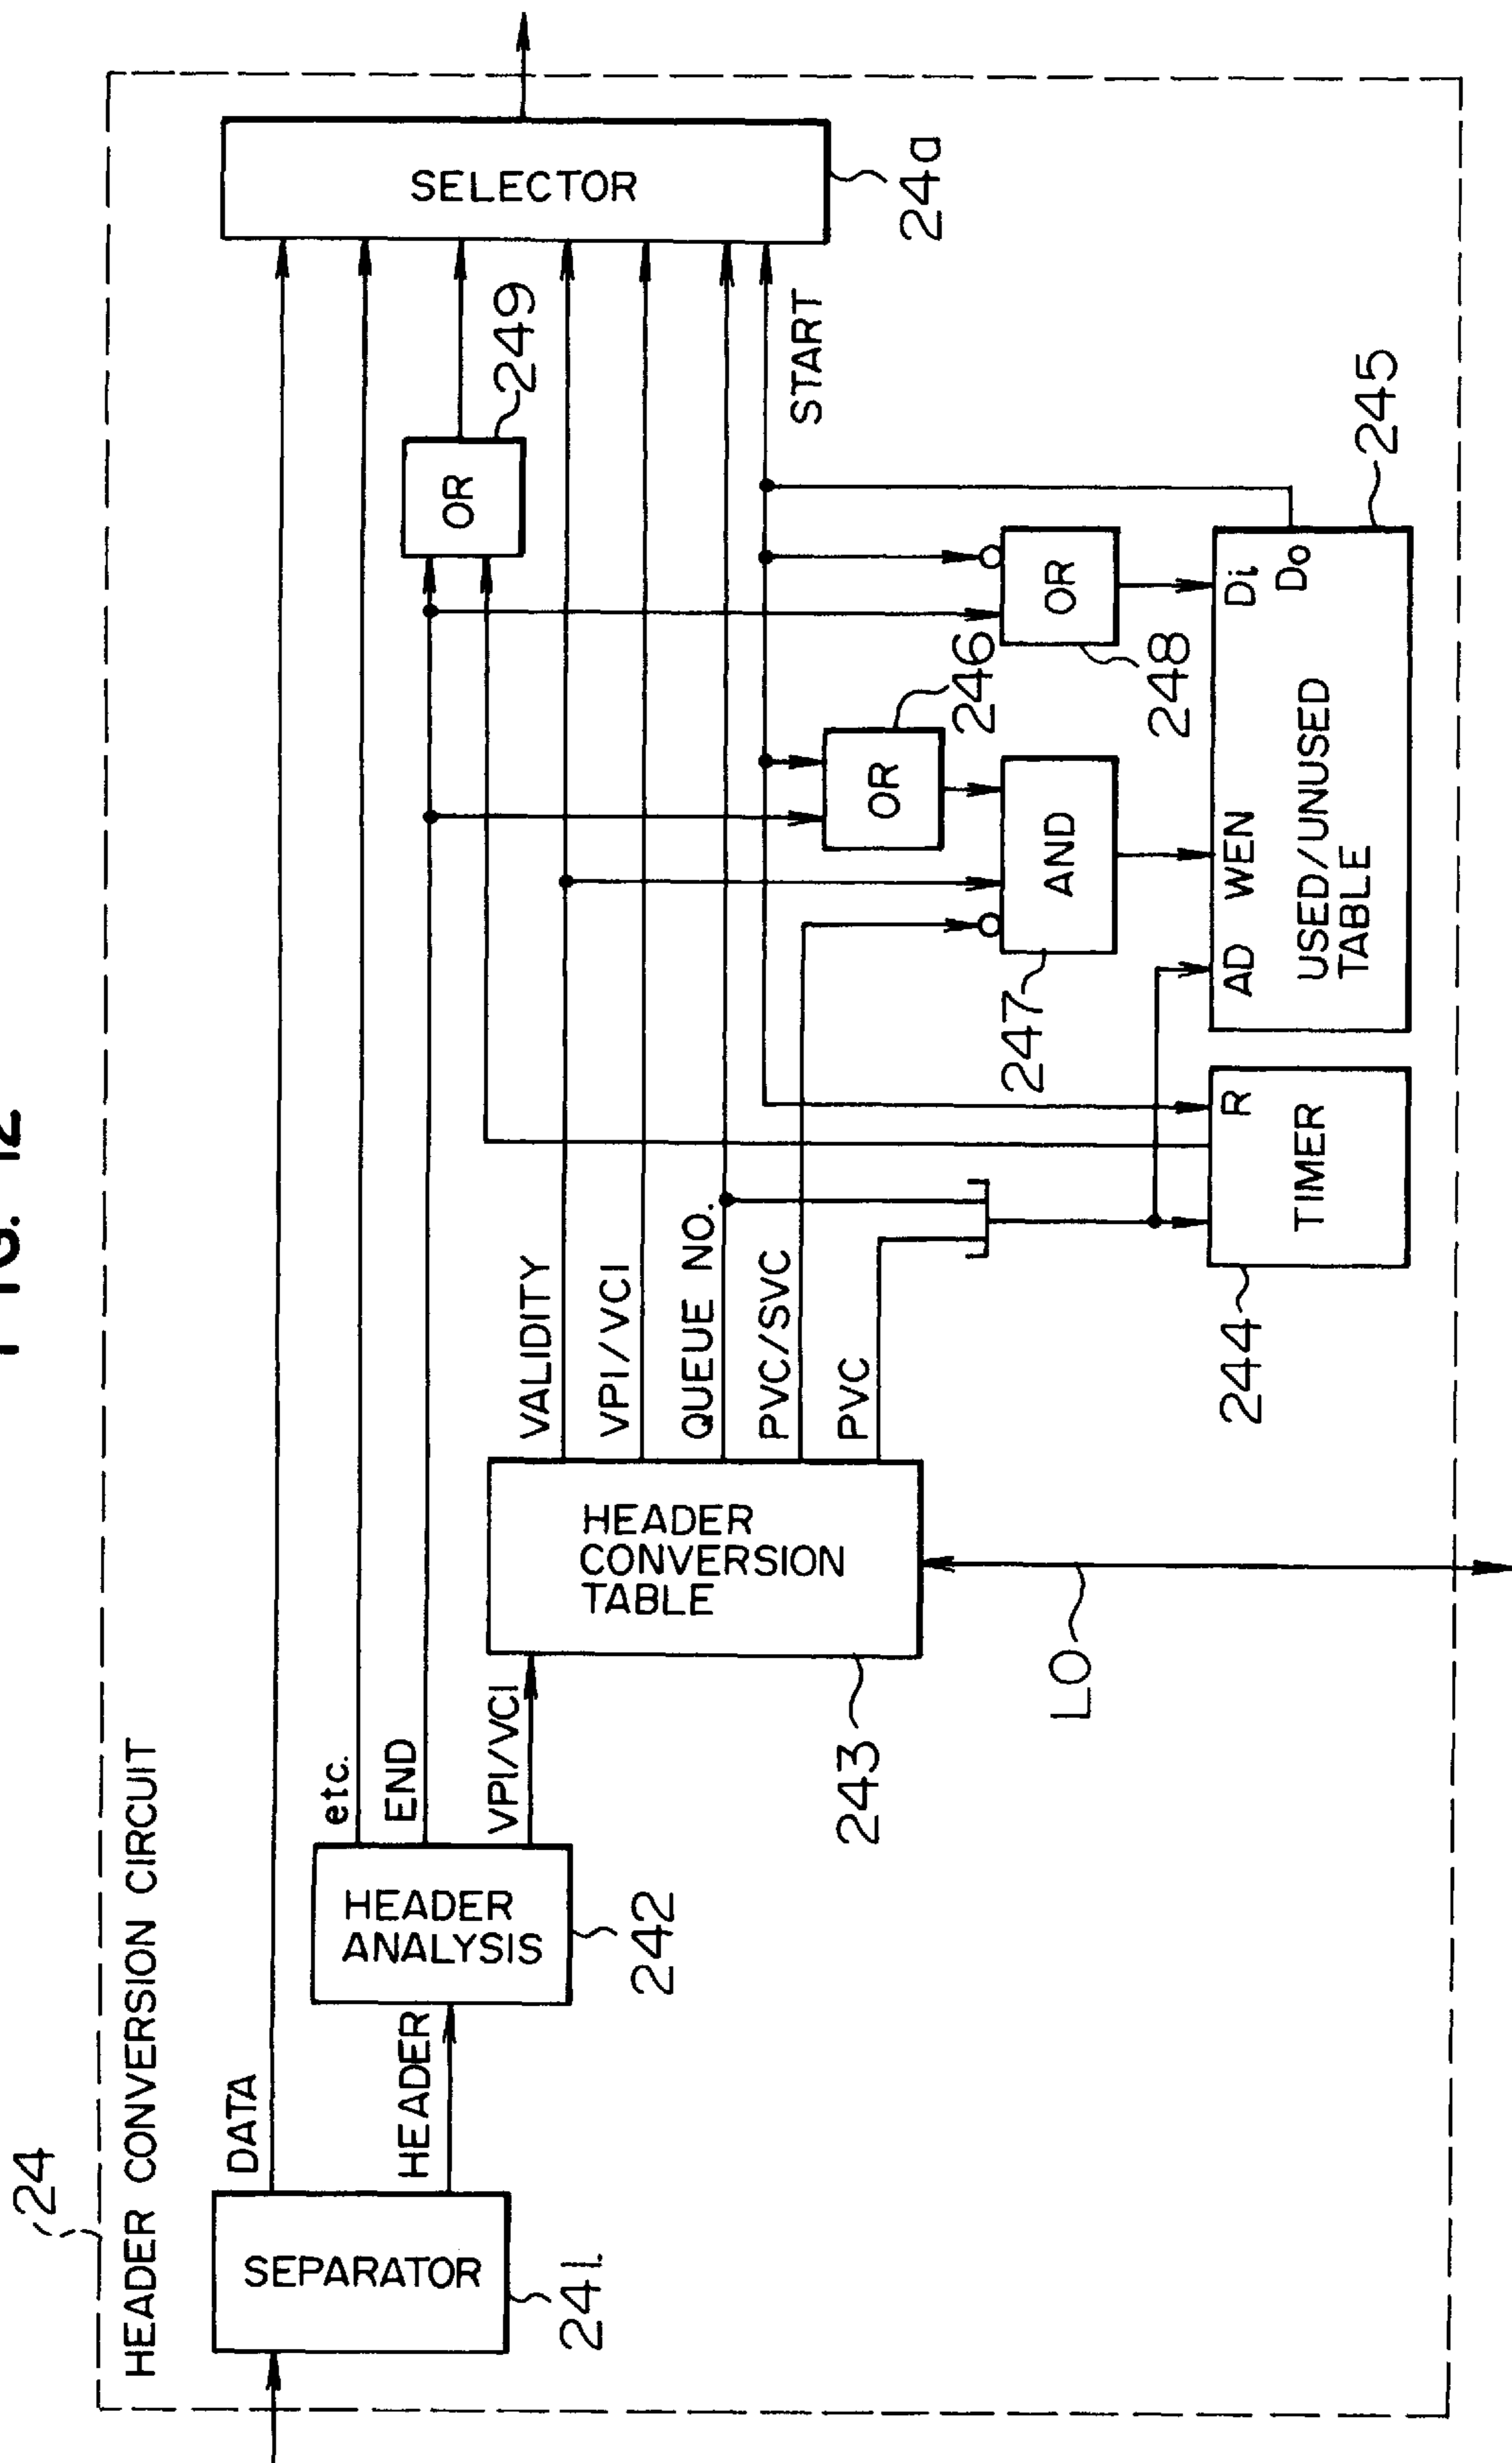 FIG. 12
24
HEADER CONVERSION CIRCUIT
SEPARATOR
241
DATA
HEADER
HEADER
ANALYSIS
242
etc.
END
VPI/VCI
HEADER
CONVERSION
TABLE
243
LO
VALIDITY
VPI/VCI
QUEUE NO.
PVC/SVC
PVC
TIMER
R
244
OR
249
OR
246
AND
247
OR
248
AD WEN Di
Do
USED/UNUSED
TABLE
245
START
SELECTOR
24a